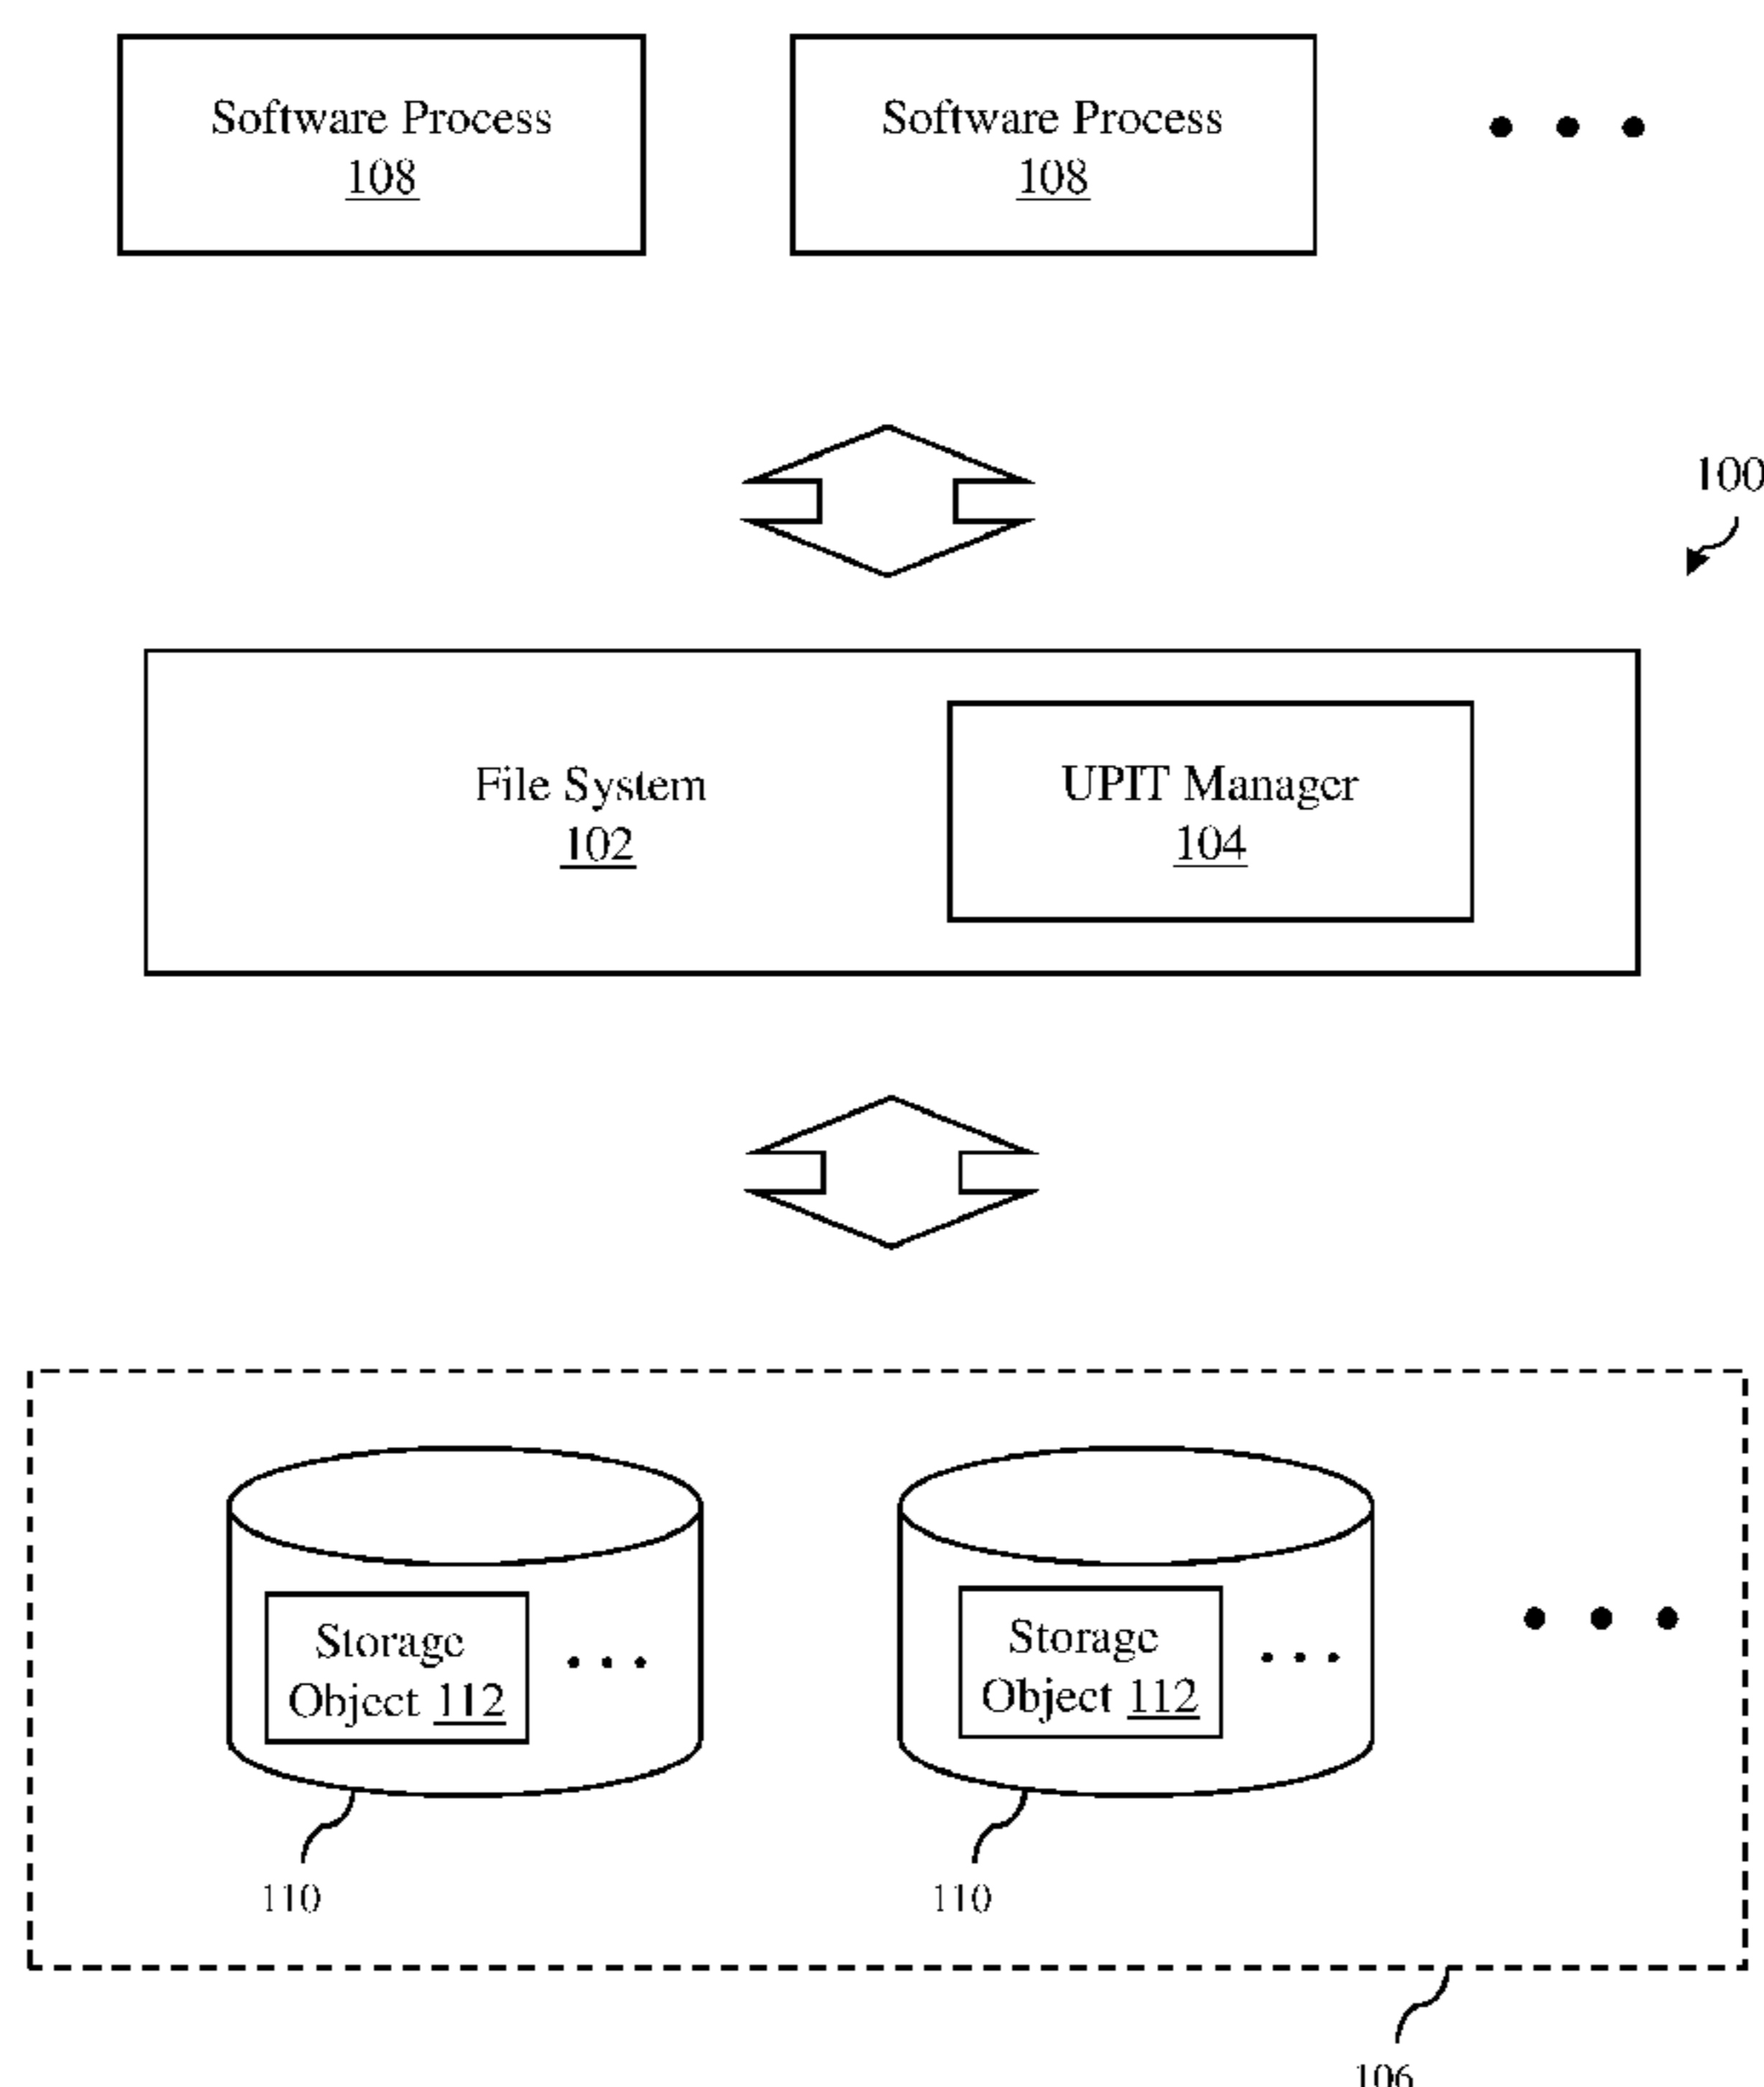 Software Process
108
Software Process
108
100
File System
102
UPIT Manager
104
Storage
Object 112
Storage
Object 112
110
110
106